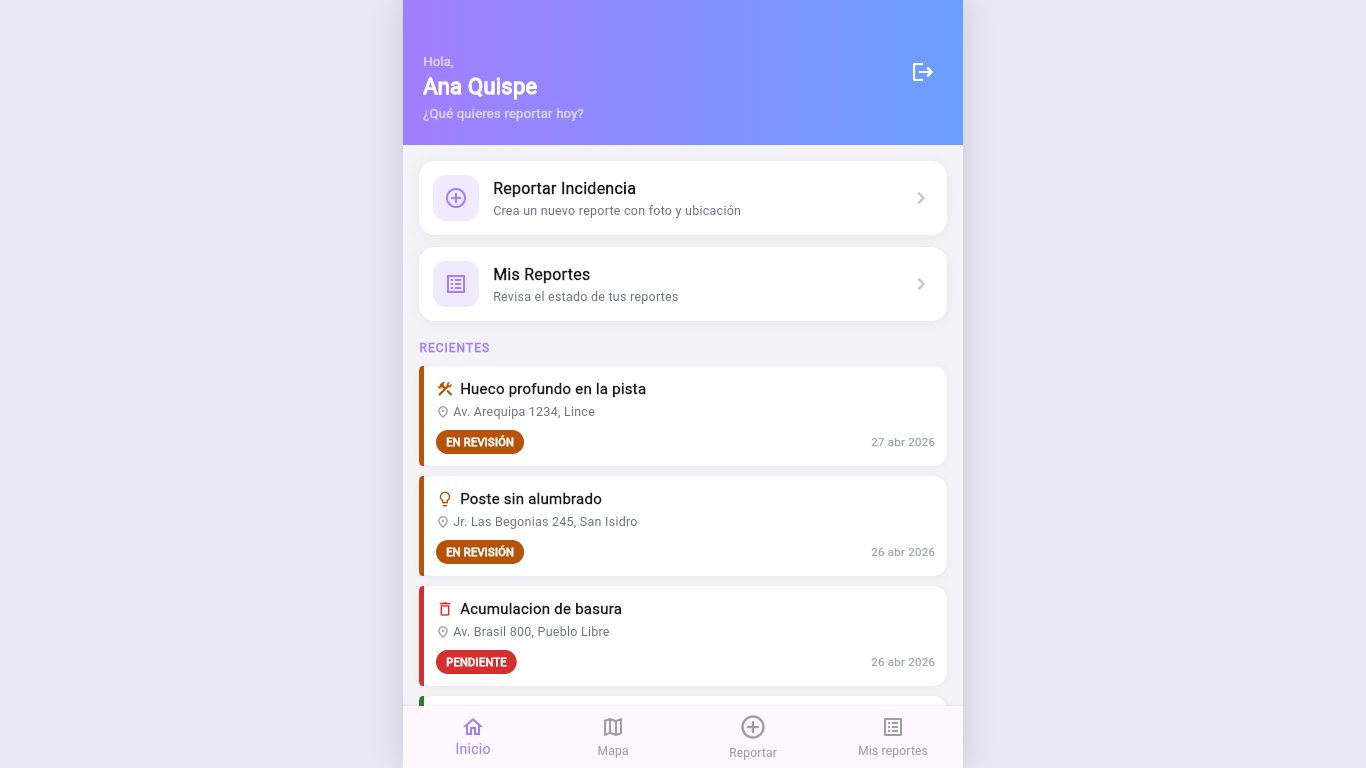 Hola,
Ana Quispe
¿Qué quieres reportar hoy?
Reportar Incidencia
Crea un nuevo reporte con foto y ubicación
Mis Reportes
Revisa el estado de tus reportes
RECIENTES
Hueco profundo en la pista
Av. Arequipa 1234, Lince
EN REVISIÓN
27 abr 2026
Poste sin alumbrado
Jr. Las Begonias 245, San Isidro
EN REVISIÓN
26 abr 2026
Acumulacion de basura
Av. Brasil 800, Pueblo Libre
PENDIENTE
26 abr 2026
Inicio
Mapa
Reportar
Mis reportes